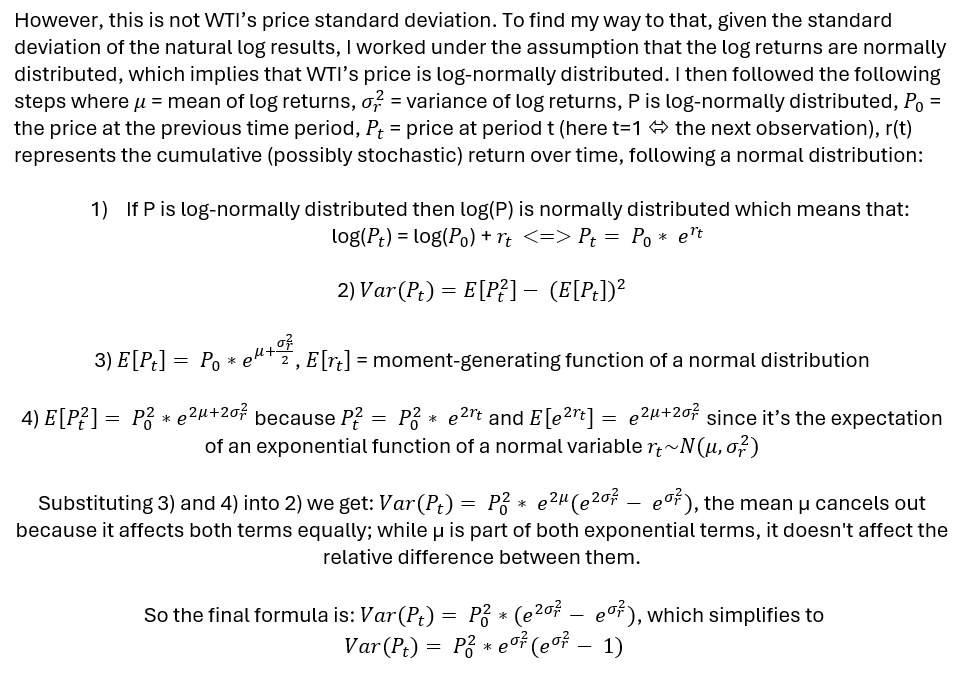 However, this is not WTI’s price standard deviation. To find my way to that, given the standard
deviation of the natural log results, I worked under the assumption that the log returns are normally
distributed, which implies that WTI’s price is log-normally distributed. I then followed the following
steps where μ = mean of log returns, σ_r^2 = variance of log returns, P is log-normally distributed, P_0 =
the price at the previous time period, P_t = price at period t (here t=1 ⇔ the next observation), r(t)
represents the cumulative (possibly stochastic) return over time, following a normal distribution:
1) If P is log-normally distributed then log(P) is normally distributed which means that:
log(P_t) = log(P_0) + r_t <=> P_t = P_0 * e^{r_t}
2) Var(P_t) = E[P_t^2] − (E[P_t])^2
3) E[P_t] = P_0 * e^{μ+\frac{σ_r^2}{2}}, E[r_t] = moment-generating function of a normal distribution
4) E[P_t^2] = P_0^2 * e^{2μ+2σ_r^2} because P_t^2 = P_0^2 * e^{2r_t} and E[e^{2r_t}] = e^{2μ+2σ_r^2} since it’s the expectation
of an exponential function of a normal variable r_t~N(μ, σ_r^2)
Substituting 3) and 4) into 2) we get: Var(P_t) = P_0^2 * e^{2μ}(e^{2σ_r^2} − e^{σ_r^2}), the mean μ cancels out
because it affects both terms equally; while μ is part of both exponential terms, it doesn't affect the
relative difference between them.
So the final formula is: Var(P_t) = P_0^2 * (e^{2σ_r^2} − e^{σ_r^2}), which simplifies to
Var(P_t) = P_0^2 * e^{σ_r^2}(e^{σ_r^2} − 1)